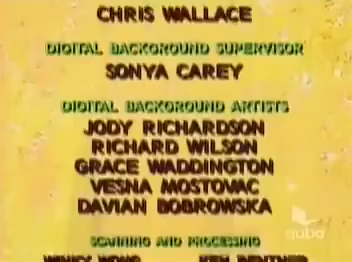 CHRIS WALLACE
DIGITAL BACKGROUND SUPERVISOR
SONYA CAREY
DIGITAL BACKGROUND ARTISTS
JODY RICHARDSON
RICHARD WILSON
GRACE WADDINGTON
VESNA MOSTOVAC
DAVIAN BOBROWSKA
qubo
SCANNING AND PROCESSING